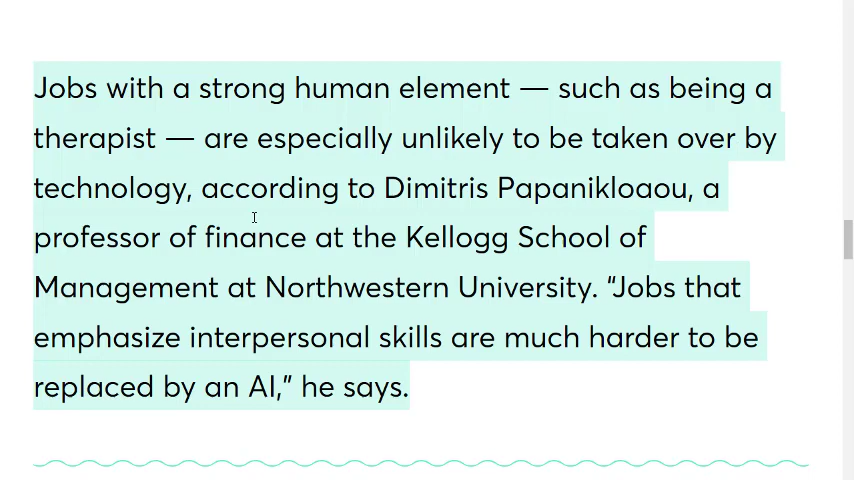 Jobs with a strong human element — such as being a
therapist — are especially unlikely to be taken over by
technology, according to Dimitris Papanikloaou, a
professor of finance at the Kellogg School of
Management at Northwestern University. “Jobs that
emphasize interpersonal skills are much harder to be
replaced by an AI,” he says.